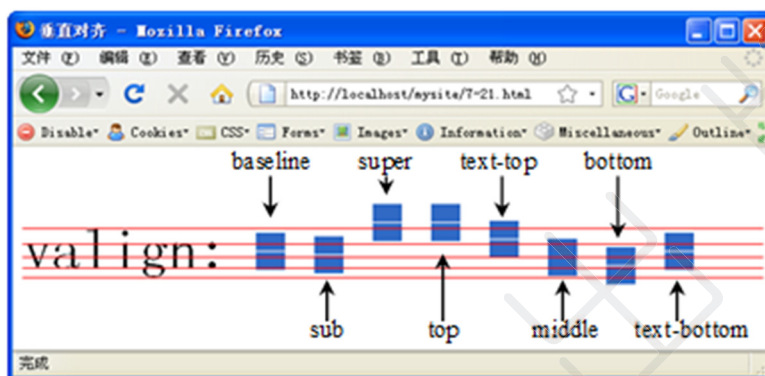 垂直对齐 - Mozilla Firefox
文件 (F) 编辑 (E) 查看 (V) 历史 (S) 书签 (B) 工具 (T) 帮助 (H)
http://localhost/mysite/7-21.html Google
Disable Cookies CSS Forms Images Information Miscellaneous Outline
baseline super text-top bottom
valign:
sub top middle text-bottom
完成